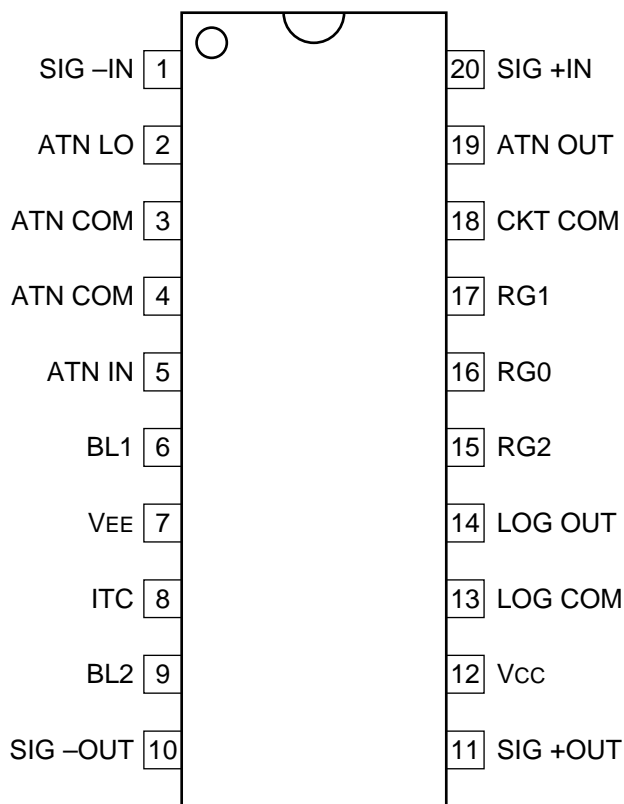 SIG –IN 1 20 SIG +IN
ATN LO 2 19 ATN OUT
ATN COM 3 18 CKT COM
ATN COM 4 17 RG1
ATN IN 5 16 RG0
BL1 6 15 RG2
VEE 7 14 LOG OUT
ITC 8 13 LOG COM
BL2 9 12 VCC
SIG –OUT 10 11 SIG +OUT